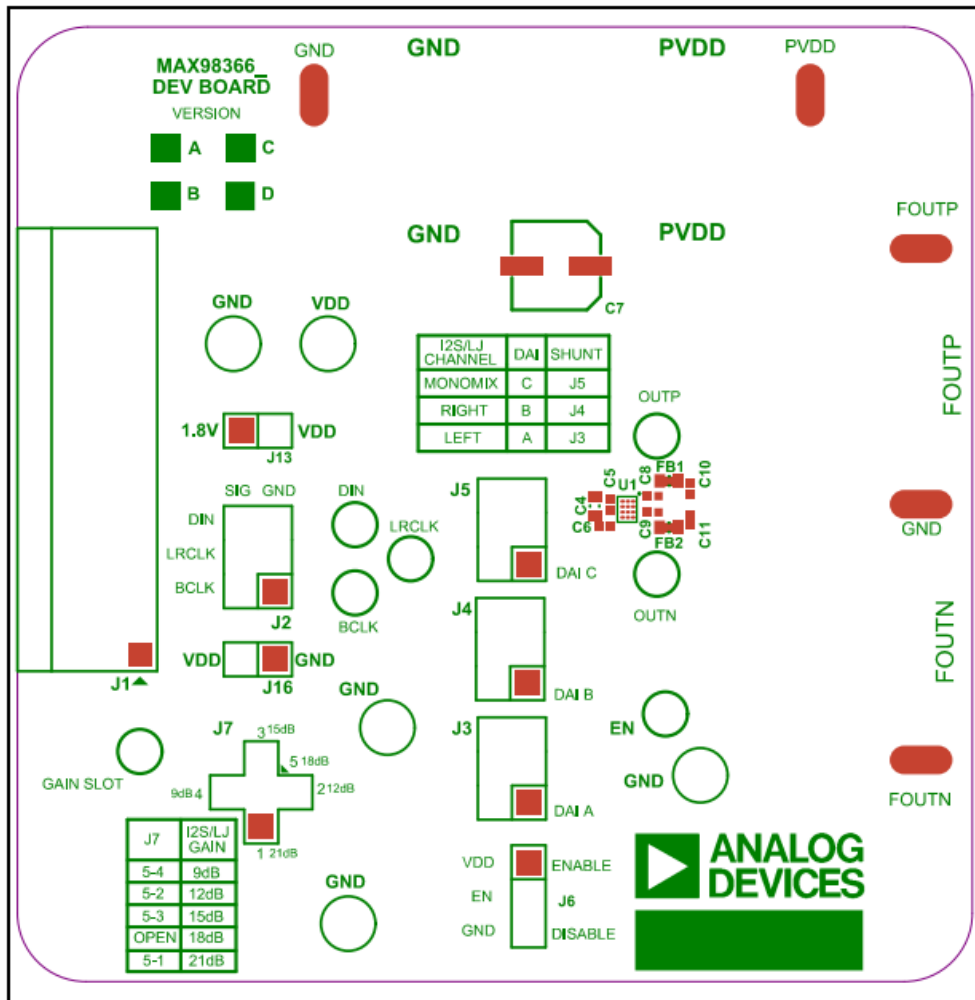 GND
GND
PVDD
PVDD
MAX98366_
DEV BOARD
VERSION
A
C
B
D
GND
PVDD
FOUTP
C7
GND
VDD
I2S/LJ CHANNEL DAI SHUNT
MONOMIX C J5
RIGHT B J4
LEFT A J3
FOUTP
OUTP
1.8V
VDD
J13
SIG GND
DIN
LRCLK
BCLK
J2
DIN
LRCLK
BCLK
J5
DAI C
C4
C5
C6
U1
C8
FB1
C10
C9
FB2
C11
OUTN
GND
FOUTN
J4
DAI B
VDD
GND
J16
J1
GND
EN
GND
J3
DAI A
FOUTN
GAIN SLOT
J7
3 15dB
5 18dB
9dB 4
2 12dB
1 21dB
J7 I2S/LJ GAIN
5-4 9dB
5-2 12dB
5-3 15dB
OPEN 18dB
5-1 21dB
GND
VDD
ENABLE
EN
J6
GND
DISABLE
ANALOG
DEVICES